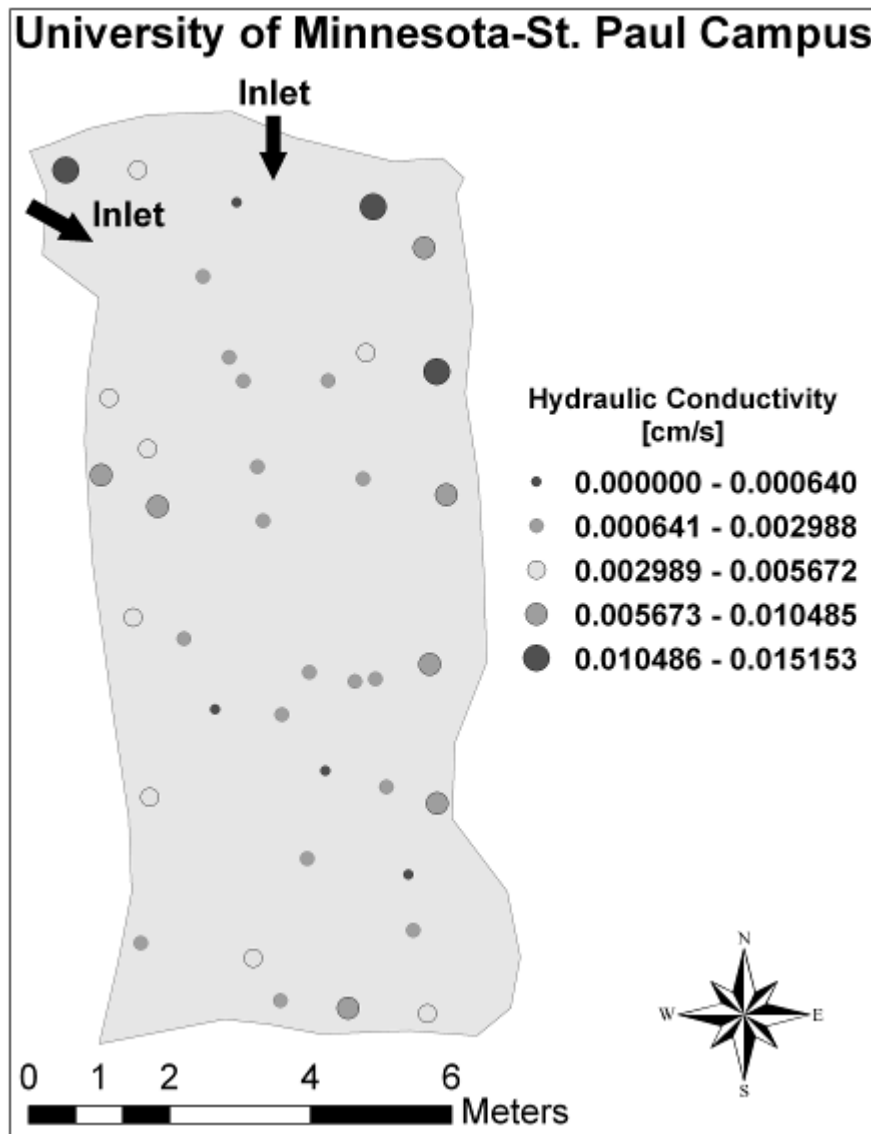 University of Minnesota-St. Paul Campus
Inlet
Inlet
Hydraulic Conductivity
[cm/s]
0.000000 - 0.000640
0.000641 - 0.002988
0.002989 - 0.005672
0.005673 - 0.010485
0.010486 - 0.015153
N
W E
S
0 1 2 4 6
Meters